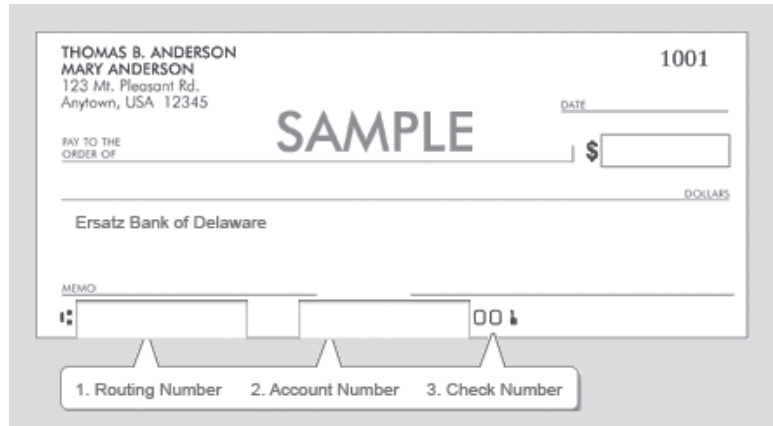 THOMAS B. ANDERSON
MARY ANDERSON
123 Mt. Pleasant Rd.
Anytown, USA 12345
1001
DATE
PAY TO THE
ORDER OF
SAMPLE
$
DOLLARS
Ersatz Bank of Delaware
MEMO
⑆ 001
1. Routing Number 2. Account Number 3. Check Number